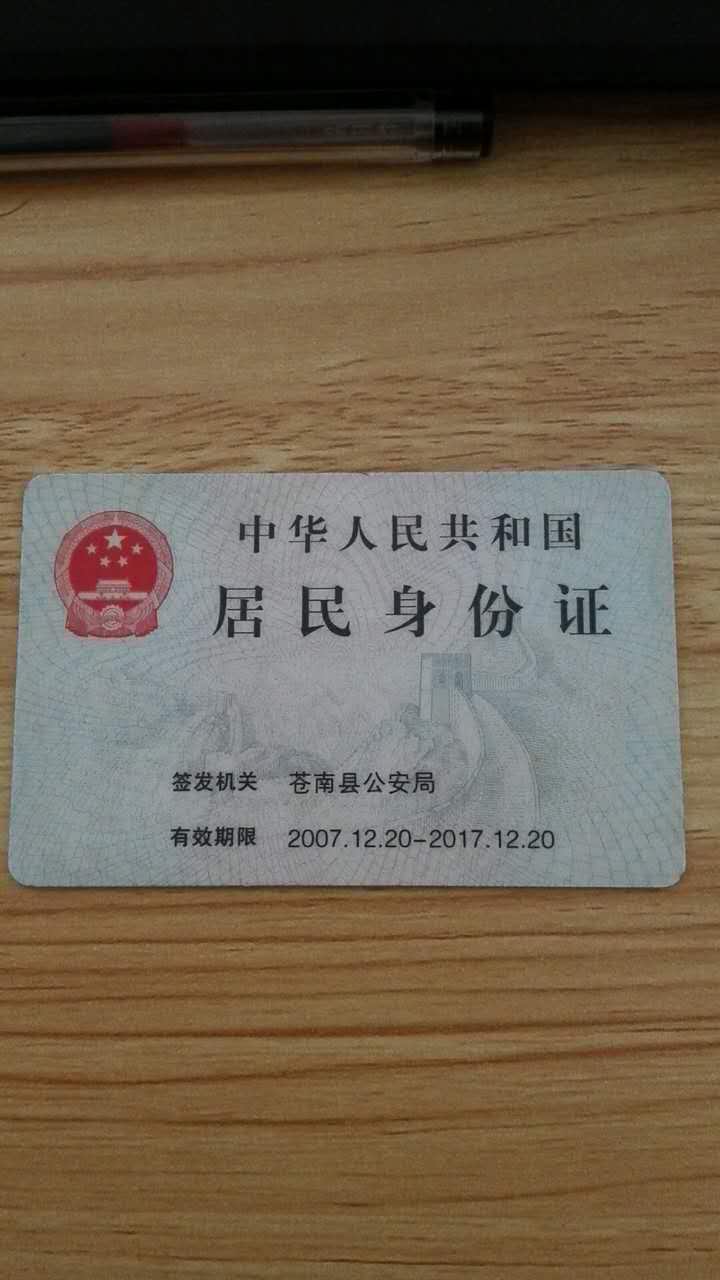 中华人民共和国
居民身份证
签发机关 苍南县公安局
有效期限 2007.12.20-2017.12.20